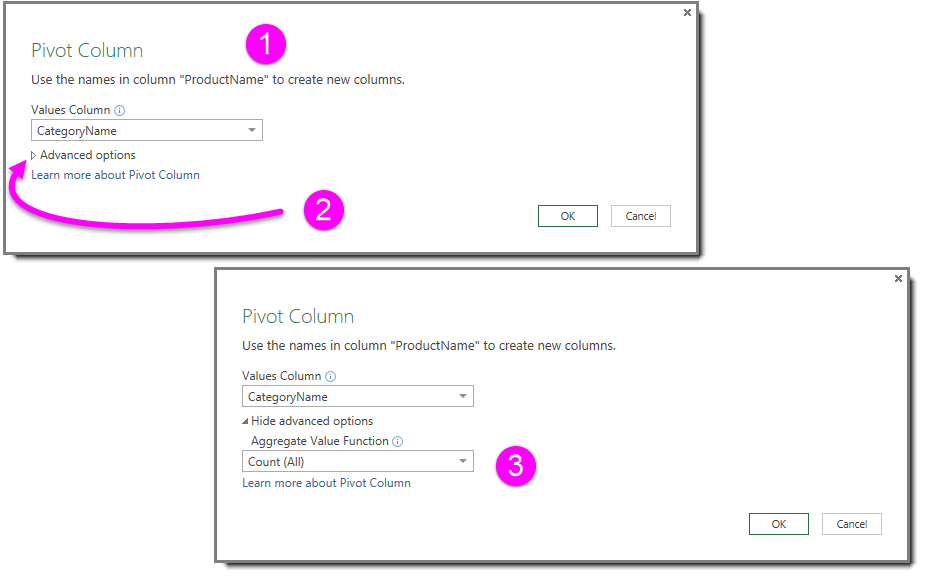 1
Pivot Column
Use the names in column "ProductName" to create new columns.
Values Column
CategoryName
Advanced options
Learn more about Pivot Column
2
OK Cancel
Pivot Column
Use the names in column "ProductName" to create new columns.
Values Column
CategoryName
Hide advanced options
Aggregate Value Function
Count (All)
3
Learn more about Pivot Column
OK Cancel